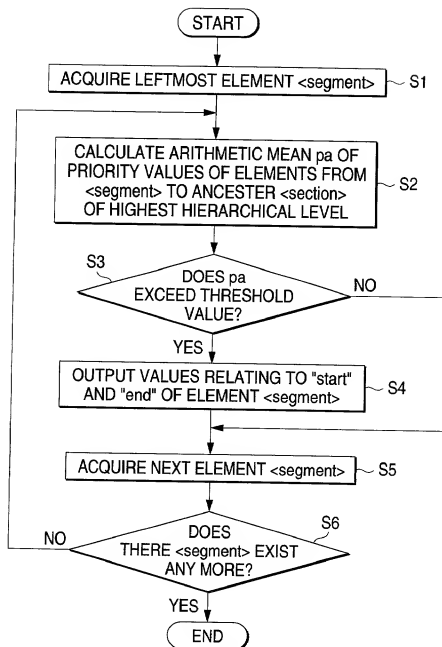 START
ACQUIRE LEFTMOST ELEMENT <segment>
S1
CALCULATE ARITHMETIC MEAN pa OF
PRIORITY VALUES OF ELEMENTS FROM
<segment> TO ANCESTER <section>
OF HIGHEST HIERARCHICAL LEVEL
S2
S3
DOES pa
EXCEED THRESHOLD
VALUE?
NO
YES
OUTPUT VALUES RELATING TO "start"
AND "end" OF ELEMENT <segment>
S4
ACQUIRE NEXT ELEMENT <segment>
S5
S6
DOES
THERE <segment> EXIST
ANY MORE?
NO
YES
END